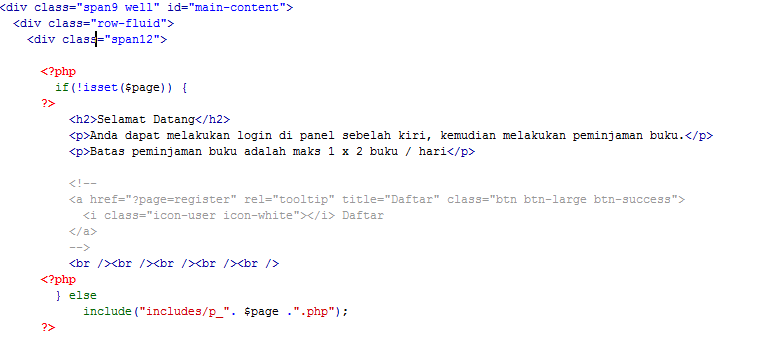 <div class="span9 well" id="main-content">
<div class="row-fluid">
<div class="span12">
<?php
if(!isset($page)) {
?>
<h2>Selamat Datang</h2>
<p>Anda dapat melakukan login di panel sebelah kiri, kemudian melakukan peminjaman buku.</p>
<p>Batas peminjaman buku adalah maks 1 x 2 buku / hari</p>
<!--
<a href="?page=register" rel="tooltip" title="Daftar" class="btn btn-large btn-success">
<i class="icon-user icon-white"></i> Daftar
</a>
-->
<br /><br /><br /><br /><br />
<?php
} else
include("includes/p_". $page .".php");
?>